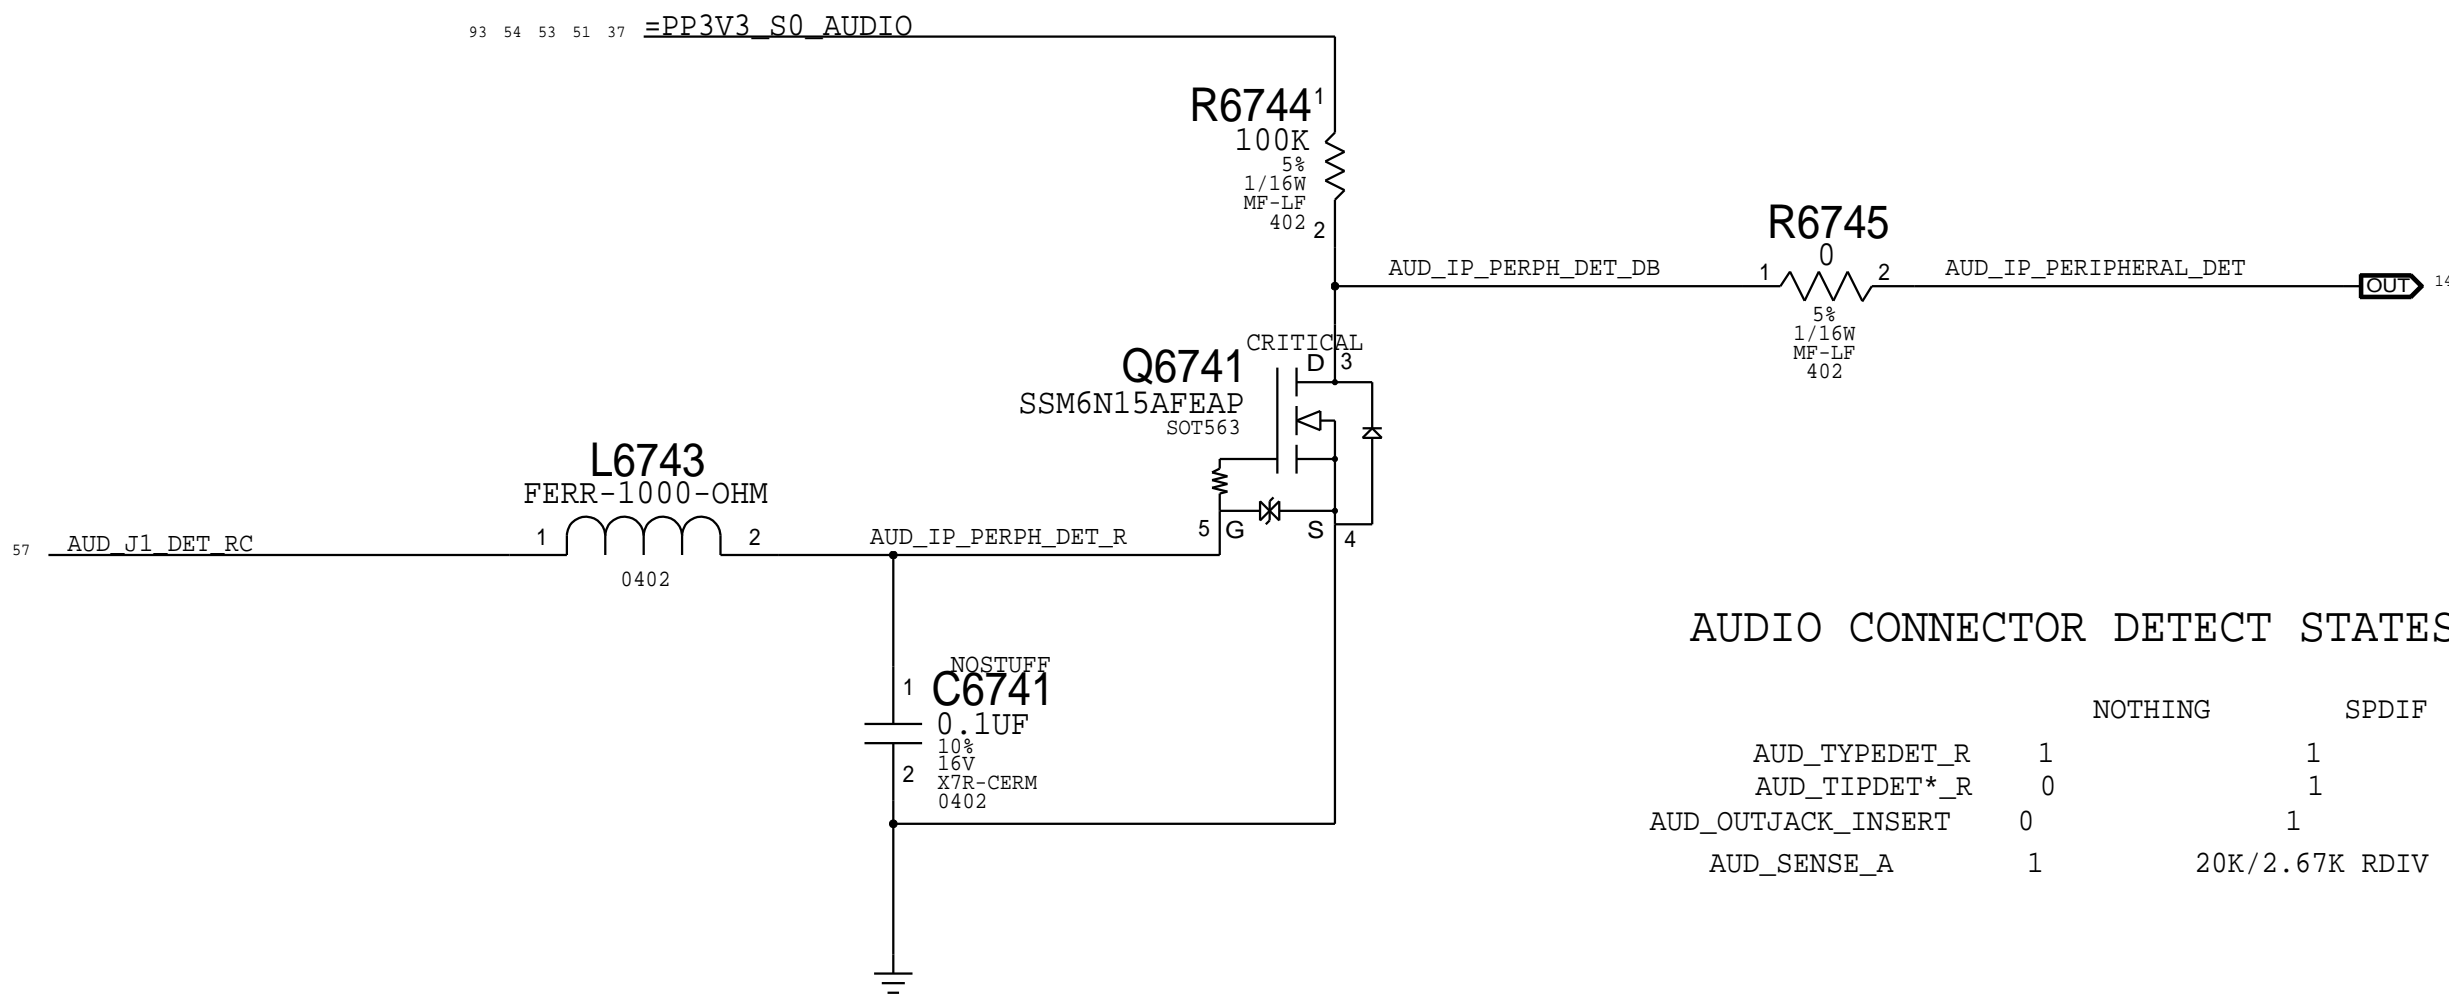 93 54 53 51 37 =PP3V3_S0_AUDIO
R6744 1
100K
5%
1/16W
MF-LF
402 2
R6745
0
AUD_IP_PERPH_DET_DB 1 2 AUD_IP_PERIPHERAL_DET
OUT 14
5%
1/16W
MF-LF
402
CRITICAL
Q6741 D 3
SSM6N15AFEAP
SOT563
L6743
FERR-1000-OHM
57 AUD_J1_DET_RC 1 2 AUD_IP_PERPH_DET_R 5 G S 4
0402
NOSTUFF
1 C6741
0.1UF
10%
16V
2 X7R-CERM
0402
AUDIO CONNECTOR DETECT STATES
NOTHING SPDIF
AUD_TYPEDET_R 1 1
AUD_TIPDET*_R 0 1
AUD_OUTJACK_INSERT 0 1
AUD_SENSE_A 1 20K/2.67K RDIV